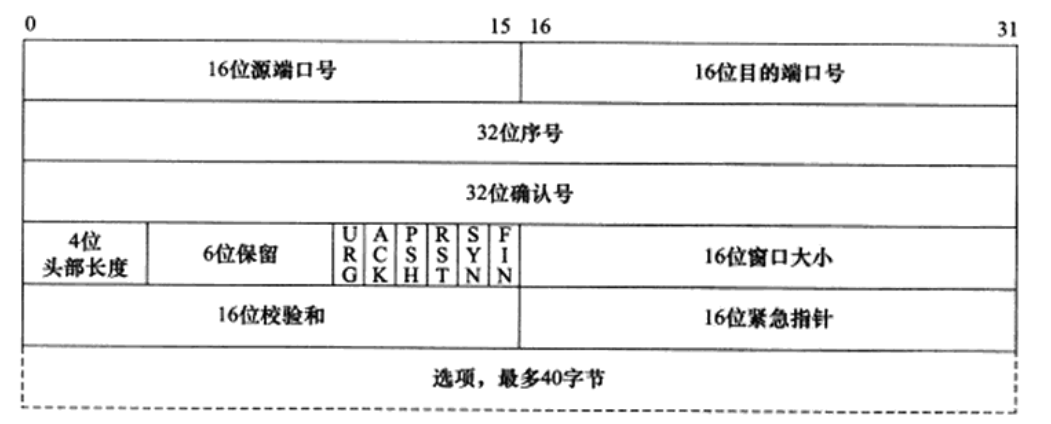 0 15 16 31
16位源端口号 16位目的端口号
32位序号
32位确认号
4位
头部长度
6位保留
URG
ACK
PSH
RST
SYN
FIN
16位窗口大小
16位校验和 16位紧急指针
选项，最多40字节